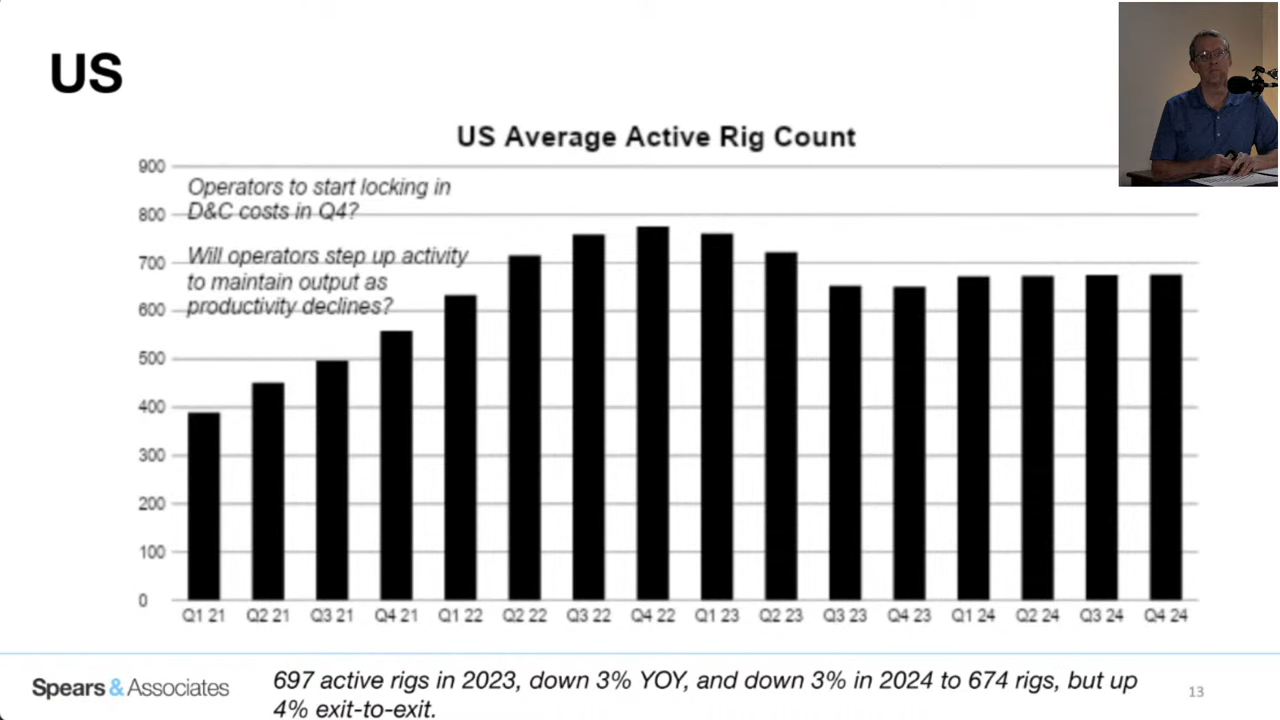 US
US Average Active Rig Count
900
Operators to start locking in
800
D&C costs in Q4?
Will operators step up activity
700
to maintain output as
productivity declines?
600
500
400
300
200
100
0
Q1 21 Q2 21 Q3 21 Q4 21 Q1 22 Q2 22 Q3 22 Q4 22 Q1 23 Q2 23 Q3 23 Q4 23 Q1 24 Q2 24 Q3 24 Q4 24
Spears & Associates
697 active rigs in 2023, down 3% YOY, and down 3% in 2024 to 674 rigs, but up
4% exit-to-exit.
13